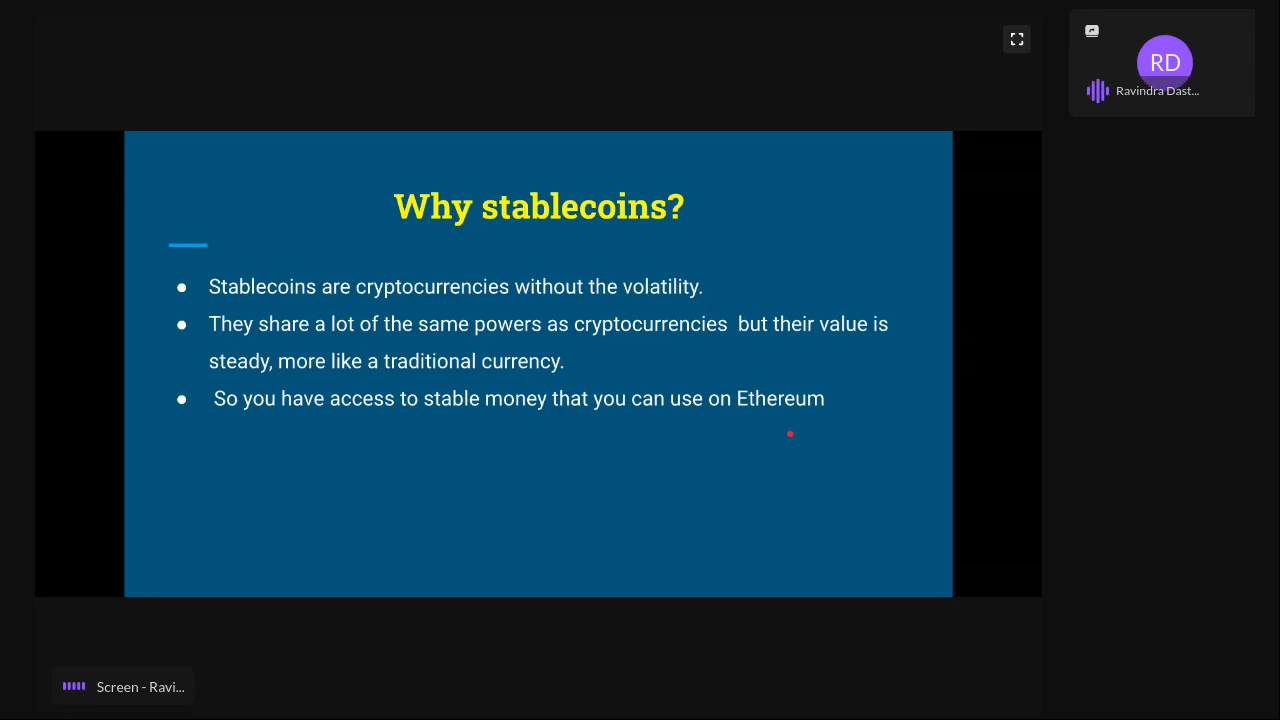 RD
Ravindra Dast...
Why stablecoins?
● Stablecoins are cryptocurrencies without the volatility.
● They share a lot of the same powers as cryptocurrencies but their value is
steady, more like a traditional currency.
● So you have access to stable money that you can use on Ethereum
Screen - Ravi...